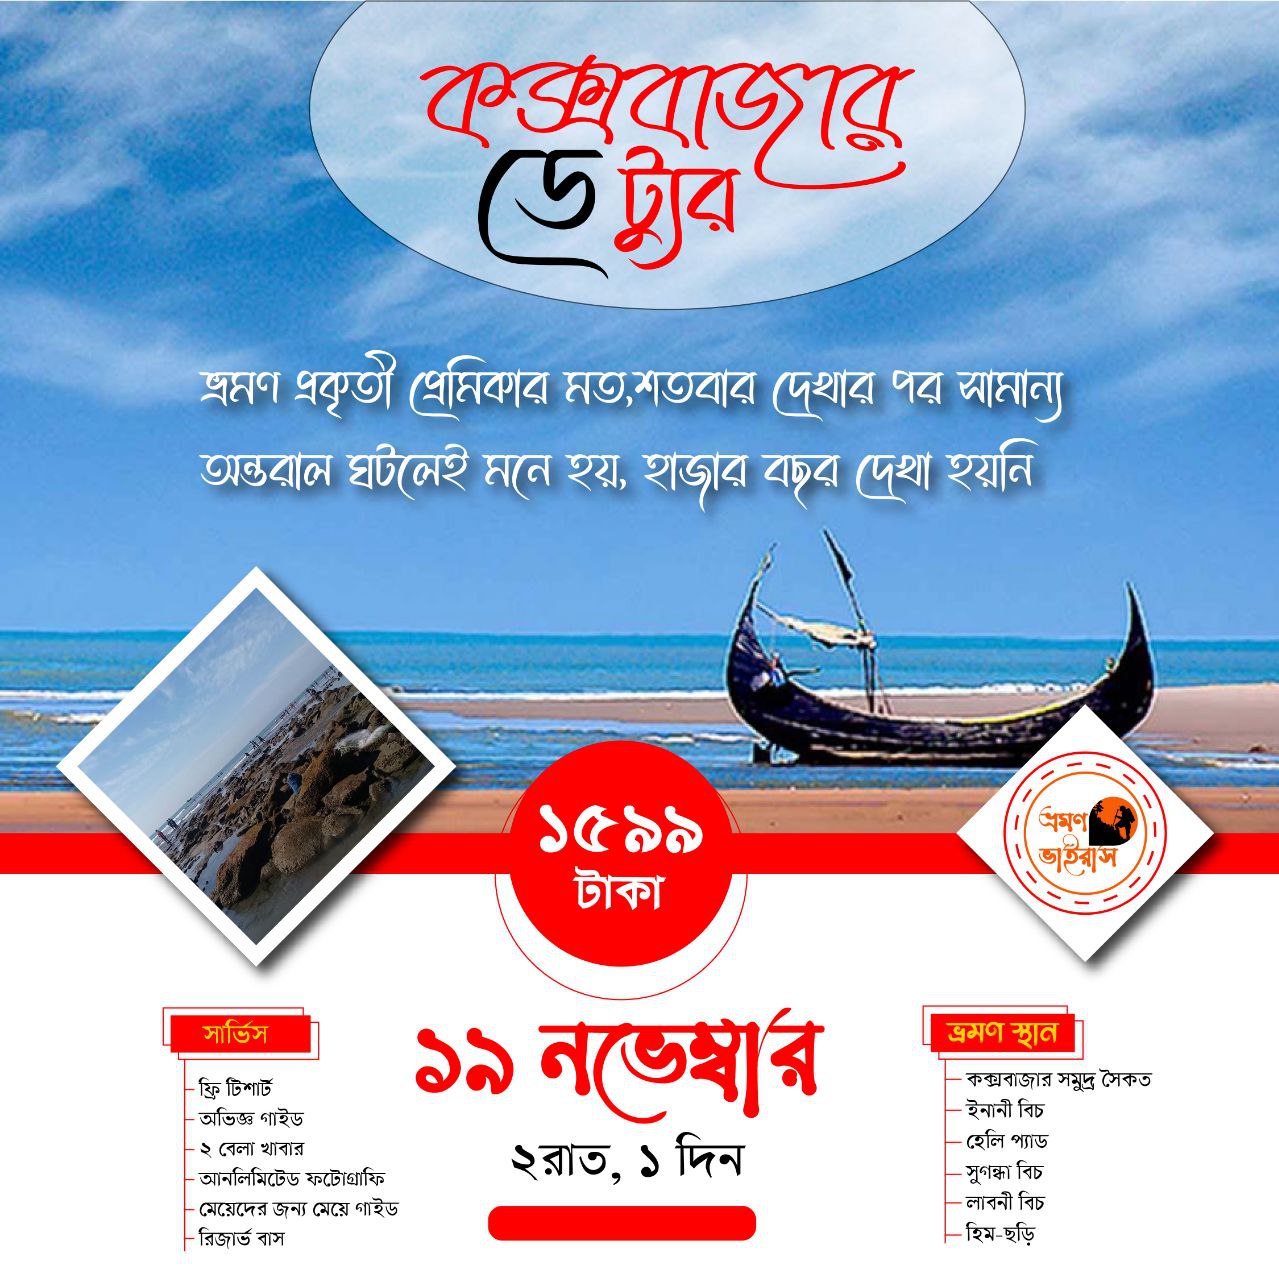 কক্সবাজার
ডে ট্যুর
ভ্রমণ প্রকৃতী প্রেমিকার মত,শতবার দেখার পর সামান্য
অন্তরাল ঘটলেই মনে হয়, হাজার বছর দেখা হয়নি
১৫৯৯
টাকা
ভ্রমণ
ভাইরাস
সার্ভিস
ফ্রি টিশার্ট
অভিজ্ঞ গাইড
২ বেলা খাবার
আনলিমিটেড ফটোগ্রাফি
মেয়েদের জন্য মেয়ে গাইড
রিজার্ভ বাস
১৯ নভেম্বার
২রাত, ১ দিন
ভ্রমণ স্থান
কক্সবাজার সমুদ্র সৈকত
ইনানী বিচ
হেলি প্যাড
সুগন্ধা বিচ
লাবনী বিচ
হিম-ছড়ি